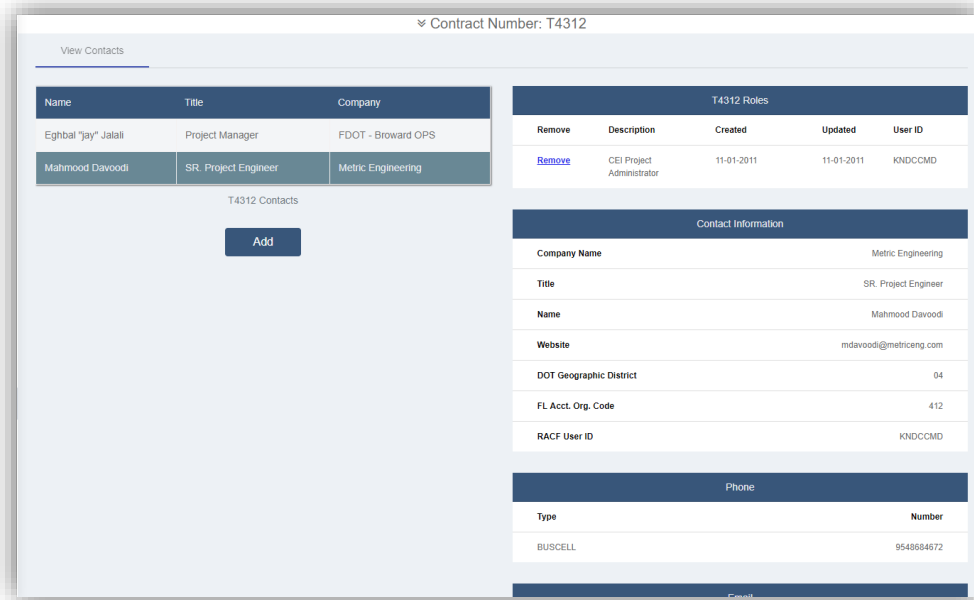 Contract Number: T4312
View Contacts
Name Title Company
Eghbal "jay" Jalali Project Manager FDOT - Broward OPS
Mahmood Davoodi SR. Project Engineer Metric Engineering
T4312 Contacts
Add
T4312 Roles
Remove Description Created Updated User ID
Remove CEI Project Administrator 11-01-2011 11-01-2011 KNDCCMD
Contact Information
Company Name Metric Engineering
Title SR. Project Engineer
Name Mahmood Davoodi
Website mdavoodi@metriceng.com
DOT Geographic District 04
FL Acct. Org. Code 412
RACF User ID KNDCCMD
Phone
Type Number
BUSCELL 9548684672
Email